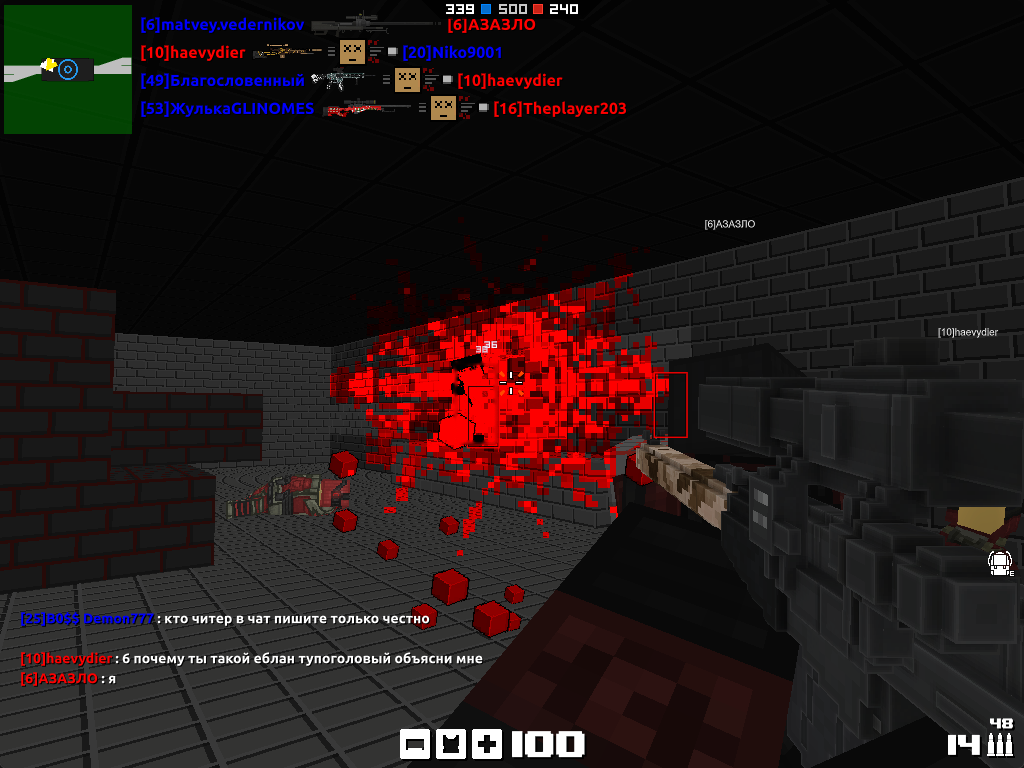 339 500 240
[6]matvey.vedernikov [6]АЗАЗЛО
[10]haevydier [20]Niko9001
[49]Благословенный [10]haevydier
[53]ЖулькаGLINOMES [16]Theplayer203
[6]АЗАЗЛО
[10]haevydier
36
[25]B0$$ Demon777 : кто читер в чат пишите только честно
[10]haevydier : 6 почему ты такой еблан тупоголовый объясни мне
[6]АЗАЗЛО : я
E
48
100
14